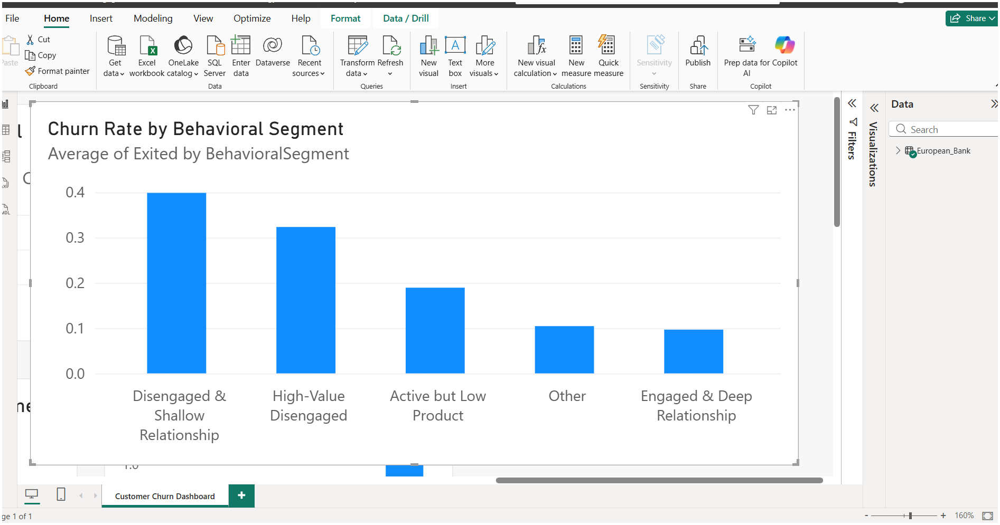 File Home Insert Modeling View Optimize Help Format Data / Drill Share
Paste
Cut
Copy
Format painter
Clipboard
Get data
Excel workbook
OneLake catalog
SQL Server
Enter data
Dataverse
Recent sources
Data
Transform data
Refresh
Queries
New visual
Text box
More visuals
Insert
New visual calculation
New measure
Quick measure
Calculations
Sensitivity
Sensitivity
Publish
Share
Prep data for AI
Copilot
Copilot
Churn Rate by Behavioral Segment
Average of Exited by BehavioralSegment
0.4
0.3
0.2
0.1
0.0
Disengaged &
Shallow
Relationship
High-Value
Disengaged
Active but Low
Product
Other
Engaged & Deep
Relationship
Filters
Visualizations
Data
Search
European_Bank
Customer Churn Dashboard
ge 1 of 1
160%